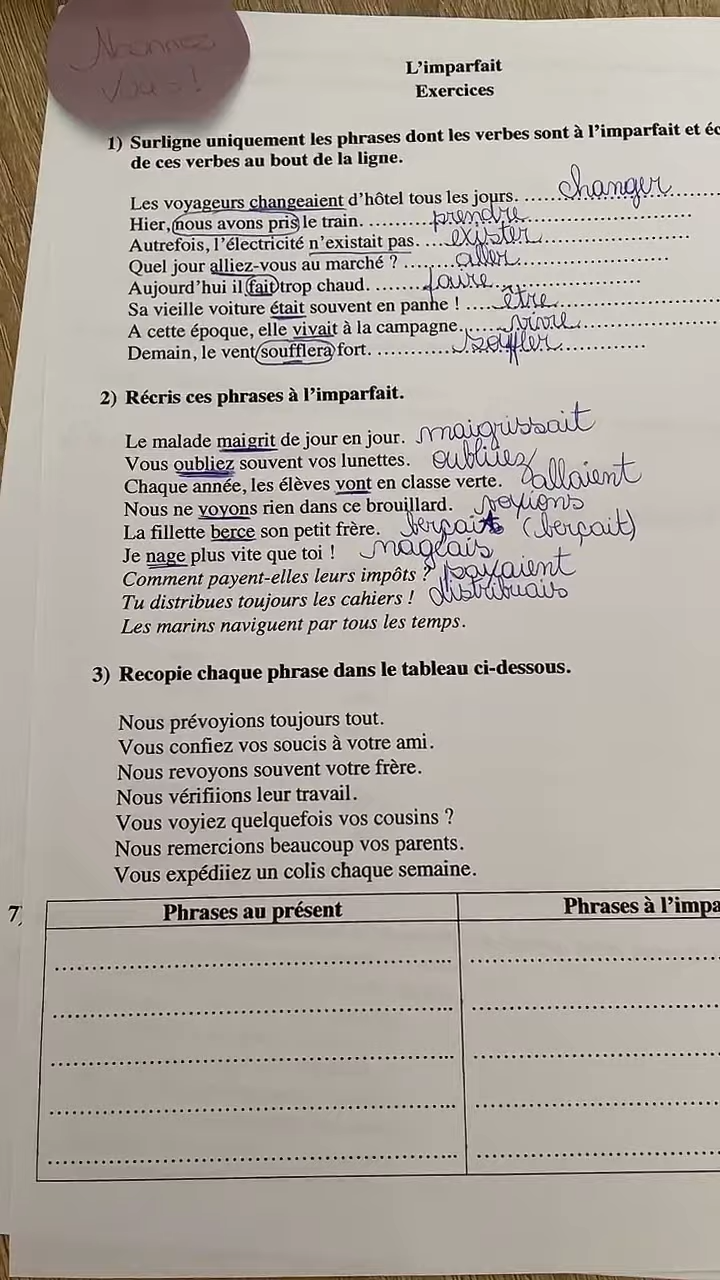 Abonnez
Vous !
L'imparfait
Exercices
1) Surligne uniquement les phrases dont les verbes sont à l'imparfait et éc
de ces verbes au bout de la ligne.
Les voyageurs changeaient d'hôtel tous les jours. ..... changer
Hier, nous avons pris le train. ......... prendre
Autrefois, l'électricité n'existait pas. .... exister
Quel jour alliez-vous au marché ? ....... aller
Aujourd'hui il fait trop chaud. ........ faire
Sa vieille voiture était souvent en panne ! .... être
A cette époque, elle vivait à la campagne....... vivre
Demain, le vent soufflera fort. ............ souffler
2) Récris ces phrases à l'imparfait.
Le malade maigrit de jour en jour. maigrissait
Vous oubliez souvent vos lunettes. oubliiez
Chaque année, les élèves vont en classe verte. allaient
Nous ne voyons rien dans ce brouillard. voyions
La fillette berce son petit frère. berçait (berçait)
Je nage plus vite que toi ! nageais
Comment payent-elles leurs impôts ? payaient
Tu distribues toujours les cahiers ! distribuais
Les marins naviguent par tous les temps.
3) Recopie chaque phrase dans le tableau ci-dessous.
Nous prévoyions toujours tout.
Vous confiez vos soucis à votre ami.
Nous revoyons souvent votre frère.
Nous vérifiions leur travail.
Vous voyiez quelquefois vos cousins ?
Nous remercions beaucoup vos parents.
Vous expédiiez un colis chaque semaine.
7)
Phrases au présent Phrases à l'impa